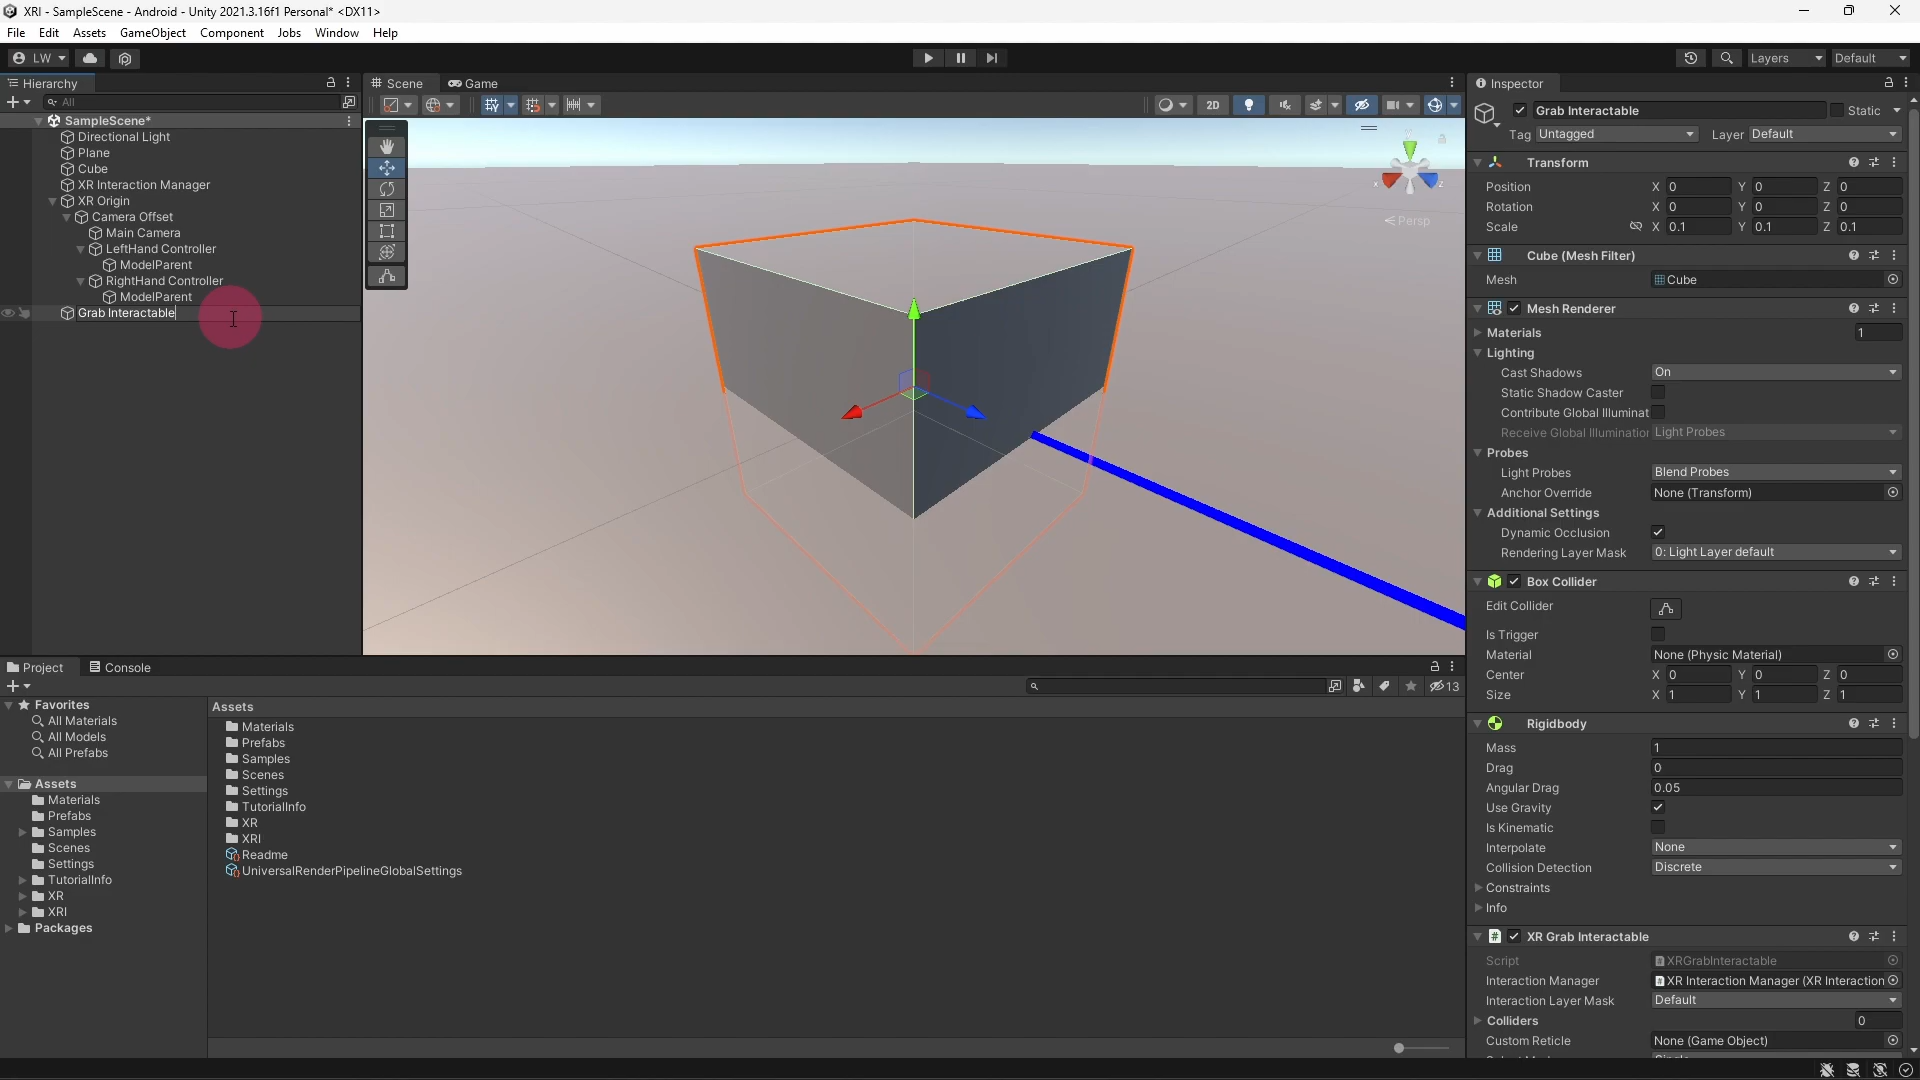 XRI - SampleScene - Android - Unity 2021.3.16f1 Personal* <DX11>
File Edit Assets GameObject Component Jobs Window Help
LW Layers Default
Hierarchy
All
SampleScene*
Directional Light
Plane
Cube
XR Interaction Manager
XR Origin
Camera Offset
Main Camera
LeftHand Controller
ModelParent
RightHand Controller
ModelParent
Grab Interactable
Scene Game
2D
x z
Persp
Inspector
Grab Interactable Static
Tag Untagged Layer Default
Transform
Position X 0 Y 0 Z 0
Rotation X 0 Y 0 Z 0
Scale X 0.1 Y 0.1 Z 0.1
Cube (Mesh Filter)
Mesh Cube
Mesh Renderer
Materials 1
Lighting
Cast Shadows On
Static Shadow Caster
Contribute Global Illuminat
Receive Global Illumination Light Probes
Probes
Light Probes Blend Probes
Anchor Override None (Transform)
Additional Settings
Dynamic Occlusion
Rendering Layer Mask 0: Light Layer default
Box Collider
Edit Collider
Is Trigger
Material None (Physic Material)
Center X 0 Y 0 Z 0
Size X 1 Y 1 Z 1
Rigidbody
Mass 1
Drag 0
Angular Drag 0.05
Use Gravity
Is Kinematic
Interpolate None
Collision Detection Discrete
Constraints
Info
XR Grab Interactable
Script XRGrabInteractable
Interaction Manager XR Interaction Manager (XR Interaction
Interaction Layer Mask Default
Colliders 0
Custom Reticle None (Game Object)
Project Console
13
Favorites
All Materials
All Models
All Prefabs
Assets
Materials
Prefabs
Samples
Scenes
Settings
TutorialInfo
XR
XRI
Packages
Assets
Materials
Prefabs
Samples
Scenes
Settings
TutorialInfo
XR
XRI
Readme
UniversalRenderPipelineGlobalSettings